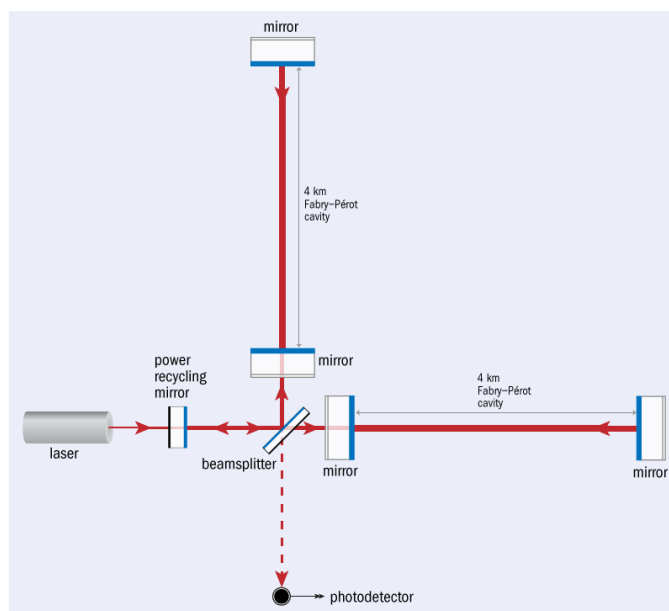 mirror
4 km
Fabry–Pérot
cavity
power
recycling
mirror
mirror
4 km
Fabry–Pérot
cavity
laser
beamsplitter
mirror
mirror
photodetector